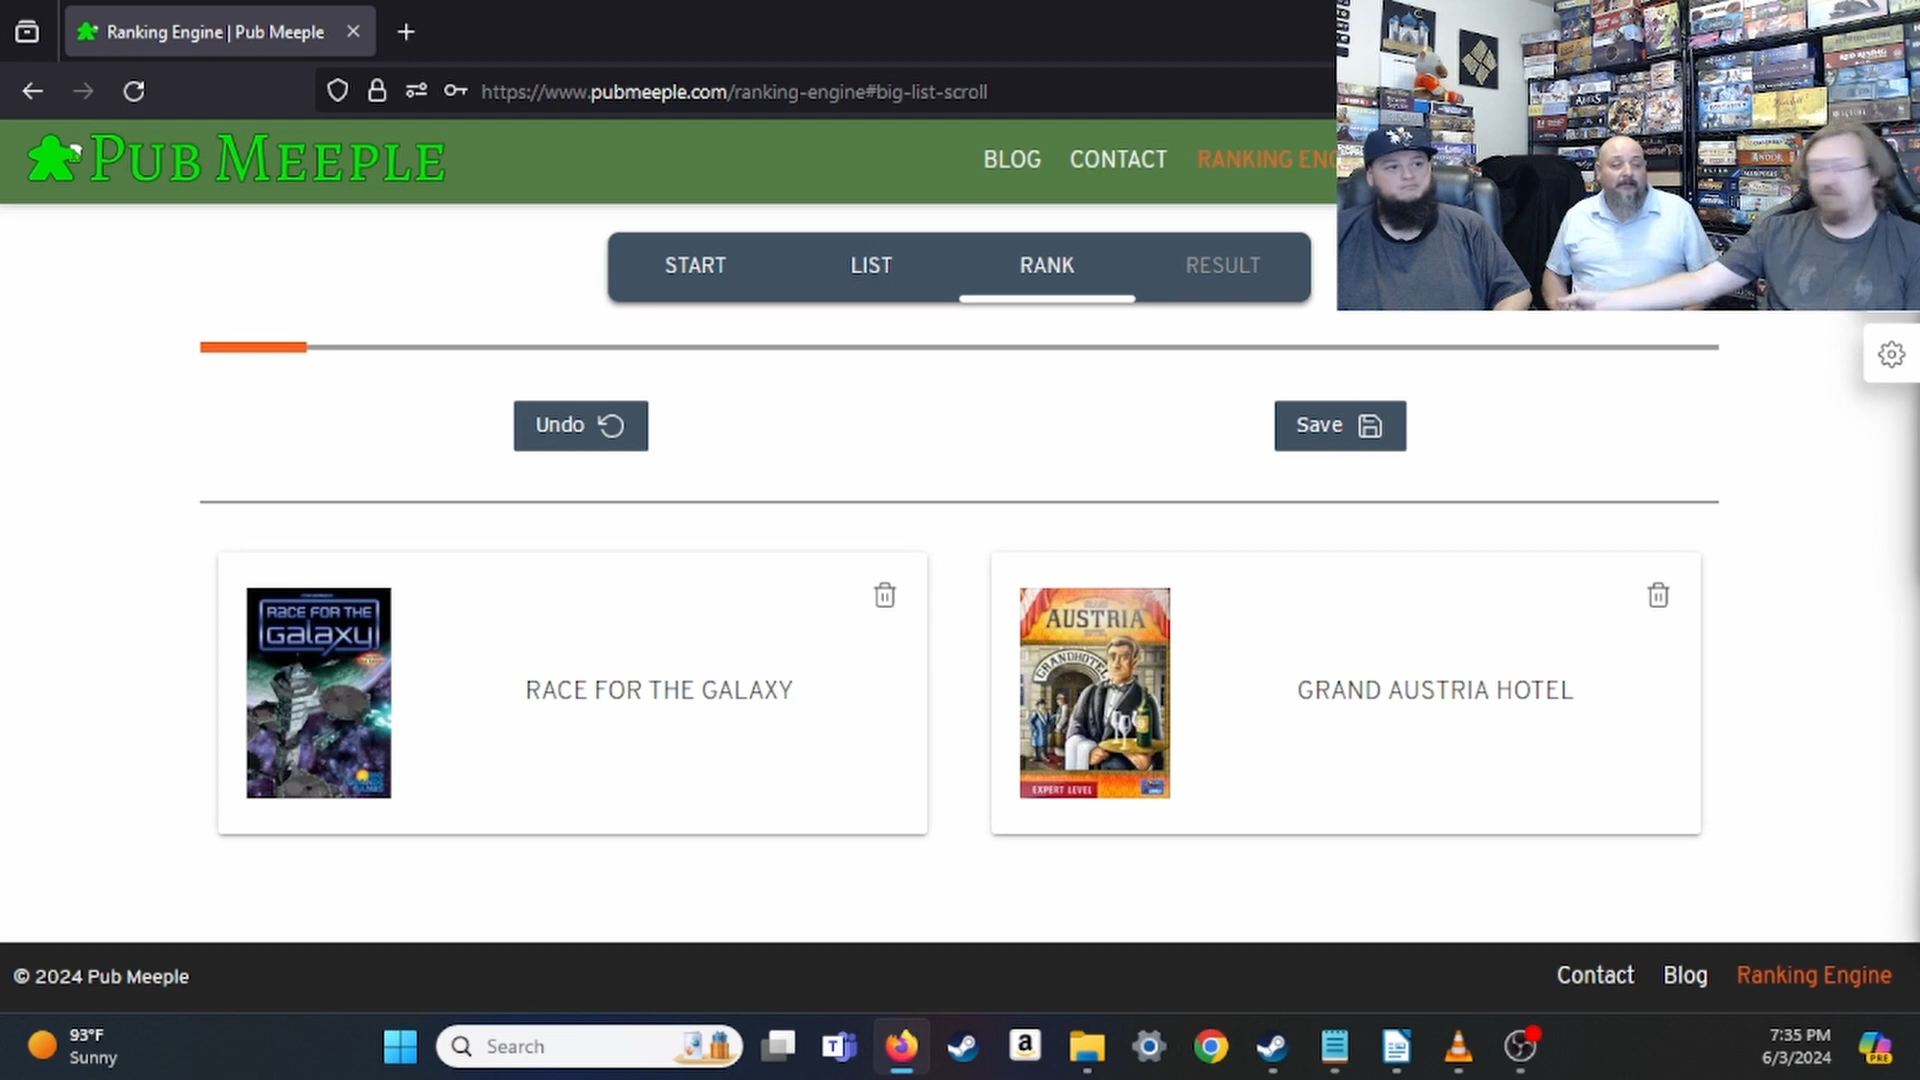 Ranking Engine | Pub Meeple
https://www.pubmeeple.com/ranking-engine#big-list-scroll
PUB MEEPLE
BLOG CONTACT RANKING ENG
START LIST RANK RESULT
Undo
Save
RACE FOR THE
Galaxy
RACE FOR THE GALAXY
AUSTRIA
GRANDHOTEL
EXPERT LEVEL
GRAND AUSTRIA HOTEL
© 2024 Pub Meeple
Contact Blog Ranking Engine
93°F
Sunny
Search
7:35 PM
6/3/2024